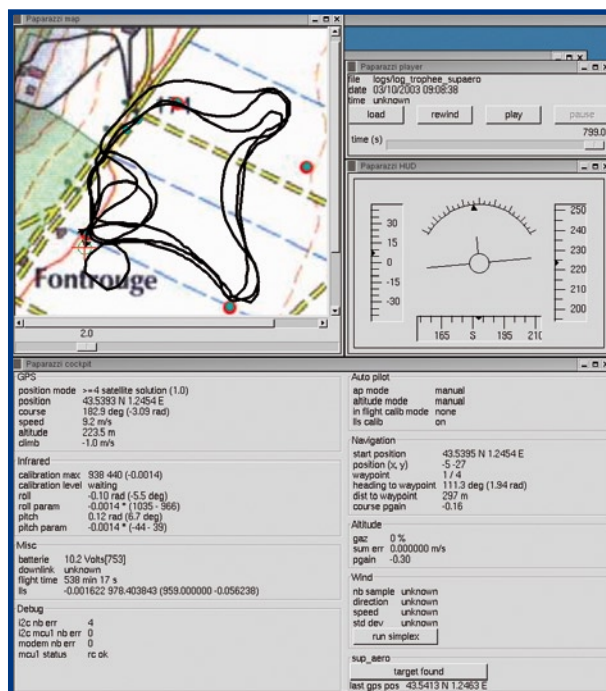 Paparazzi map
Fontrouge
2.0
Paparazzi player
file logs/log_trophee_supaero
date 03/10/2003 09:08:38
time unknown
load rewind play pause
799.0
time (s)
Paparazzi HUD
30
15
0
-15
-30
250
240
230
220
210
200
165 S 195 210
Paparazzi cockpit
GPS
position mode >=4 satellite solution (1.0)
position 43.5393 N 1.2454 E
course 182.9 deg (-3.09 rad)
speed 9.2 m/s
altitude 223.5 m
climb -1.0 m/s
Infrared
calibration max 938 440 (-0.0014)
calibration level waiting
roll -0.10 rad (-5.5 deg)
roll param -0.0014 * (1035 - 966)
pitch 0.12 rad (6.7 deg)
pitch param -0.0014 * (-44 - 39)
Misc
batterie 10.2 Volts[753]
downlink unknown
flight time 538 min 17 s
lls -0.001622 978.403843 (959.000000 -0.056238)
Debug
i2c nb err 4
i2c mcu1 nb err 0
modem nb err 0
mcu1 status rc ok
Auto pilot
ap mode manual
altitude mode manual
in flight calib mode none
lls calib on
Navigation
start position 43.5395 N 1.2454 E
position (x, y) -5 -27
waypoint 1 / 4
heading to waypoint 111.3 deg (1.94 rad)
dist to waypoint 297 m
course pgain -0.16
Altitude
gaz 0 %
sum err 0.000000 m/s
pgain -0.30
Wind
nb sample unknown
direction unknown
speed unknown
std dev unknown
run simplex
sup_aero
target found
last gps pos 43.5413 N 1.2463 E